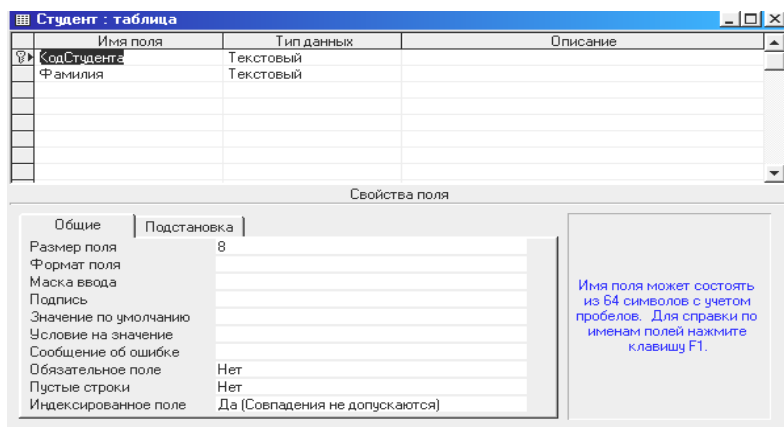 Студент : таблица
Имя поля Тип данных Описание
КодСтудента Текстовый
Фамилия Текстовый
Свойства поля
Общие Подстановка
Размер поля 8
Формат поля
Маска ввода
Подпись
Значение по умолчанию
Условие на значение
Сообщение об ошибке
Обязательное поле Нет
Пустые строки Нет
Индексированное поле Да (Совпадения не допускаются)
Имя поля может состоять
из 64 символов с учетом
пробелов. Для справки по
именам полей нажмите
клавишу F1.